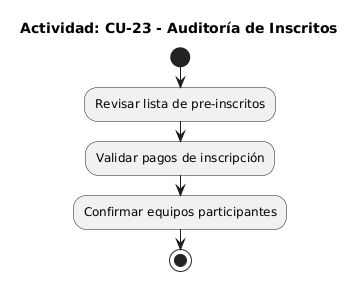 Actividad: CU-23 - Auditoría de Inscritos
Revisar lista de pre-inscritos
Validar pagos de inscripción
Confirmar equipos participantes